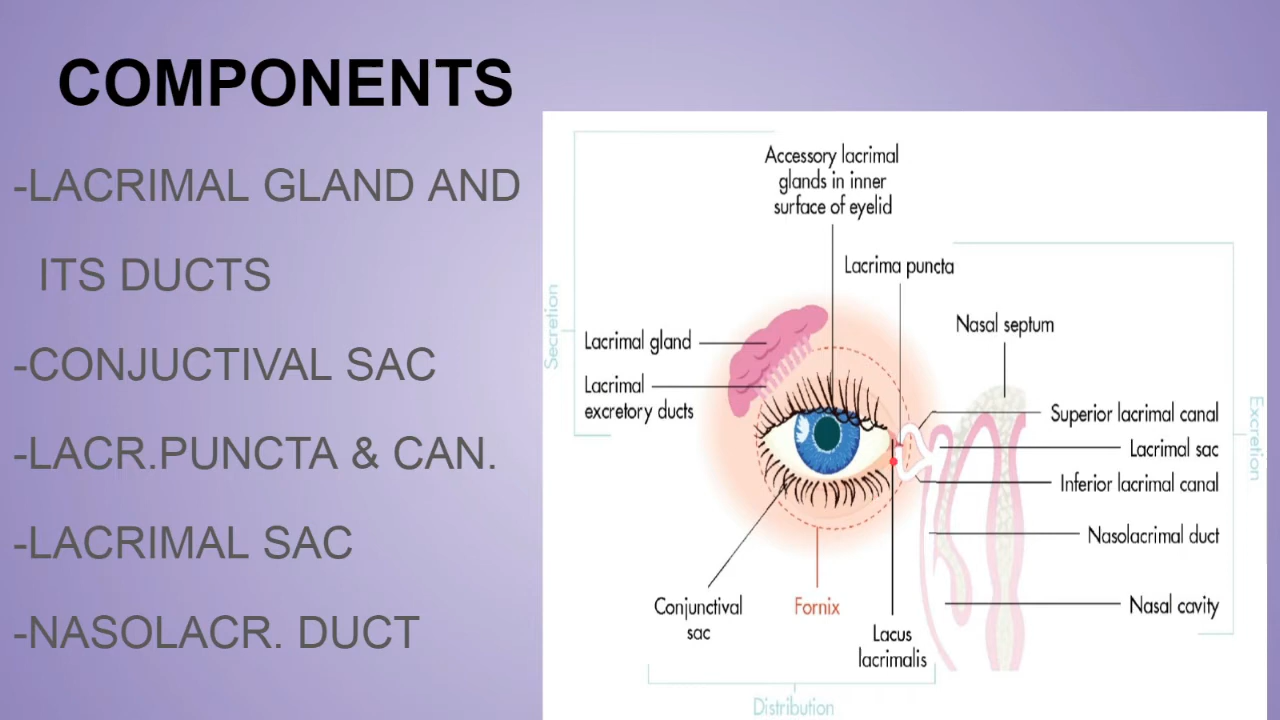 COMPONENTS
-LACRIMAL GLAND AND
ITS DUCTS
-CONJUCTIVAL SAC
-LACR.PUNCTA & CAN.
-LACRIMAL SAC
-NASOLACR. DUCT
Accessory lacrimal
glands in inner
surface of eyelid
Lacrima puncta
Secretion
Nasal septum
Lacrimal gland
Lacrimal
excretory ducts
Superior lacrimal canal
Lacrimal sac
Excretion
Inferior lacrimal canal
Nasolacrimal duct
Conjunctival
sac
Fornix
Nasal cavity
Lacus
lacrimalis
Distribution